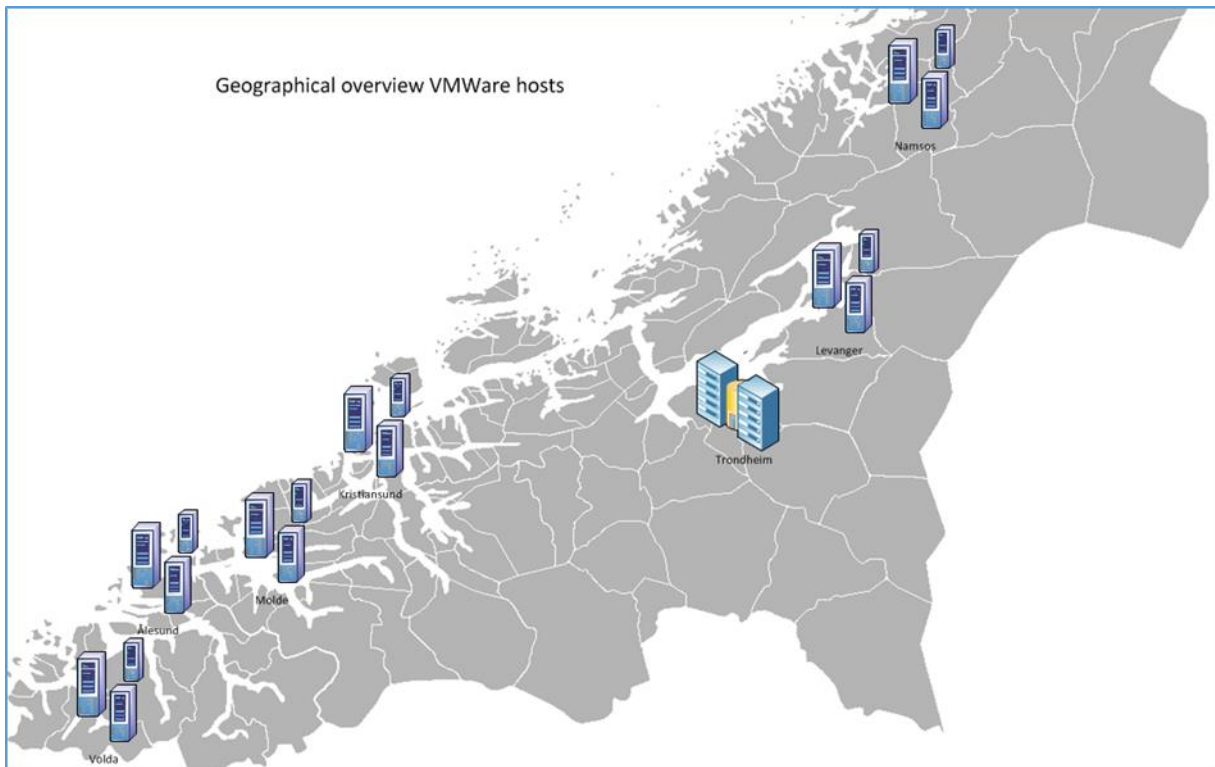 Geographical overview VMWare hosts
Namsos
Levanger
Trondheim
Kristiansund
Molde
Ålesund
Volda